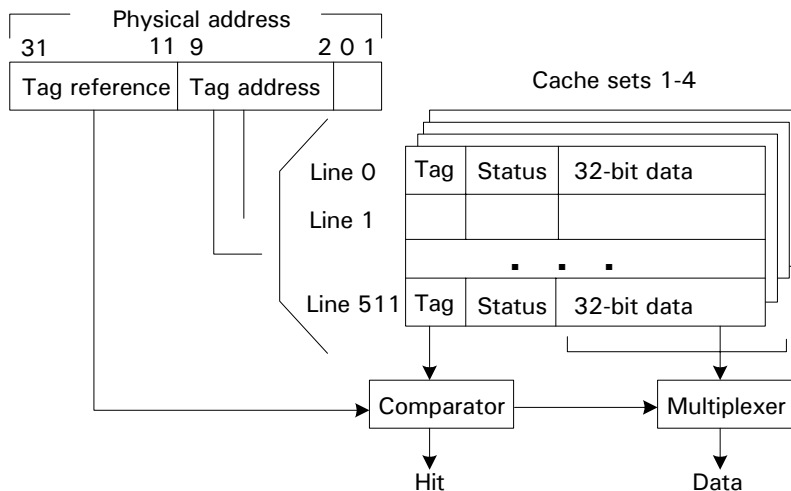 Physical address
31 11 9 2 0 1
Tag reference Tag address
Cache sets 1-4
Line 0 Tag Status 32-bit data
Line 1
. . .
Line 511 Tag Status 32-bit data
Comparator Multiplexer
Hit Data